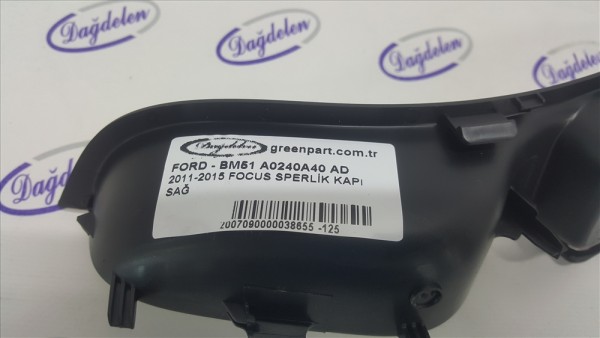 Dağdelen
Dağdelen
Dağdelen
Dağdelen
Dağdelen
greenpart.com.tr
FORD - BM51 A0240A40 AD
2011-2015 FOCUS SPERLİK KAPI
SAĞ
2007090000038655 -125
Dağdelen